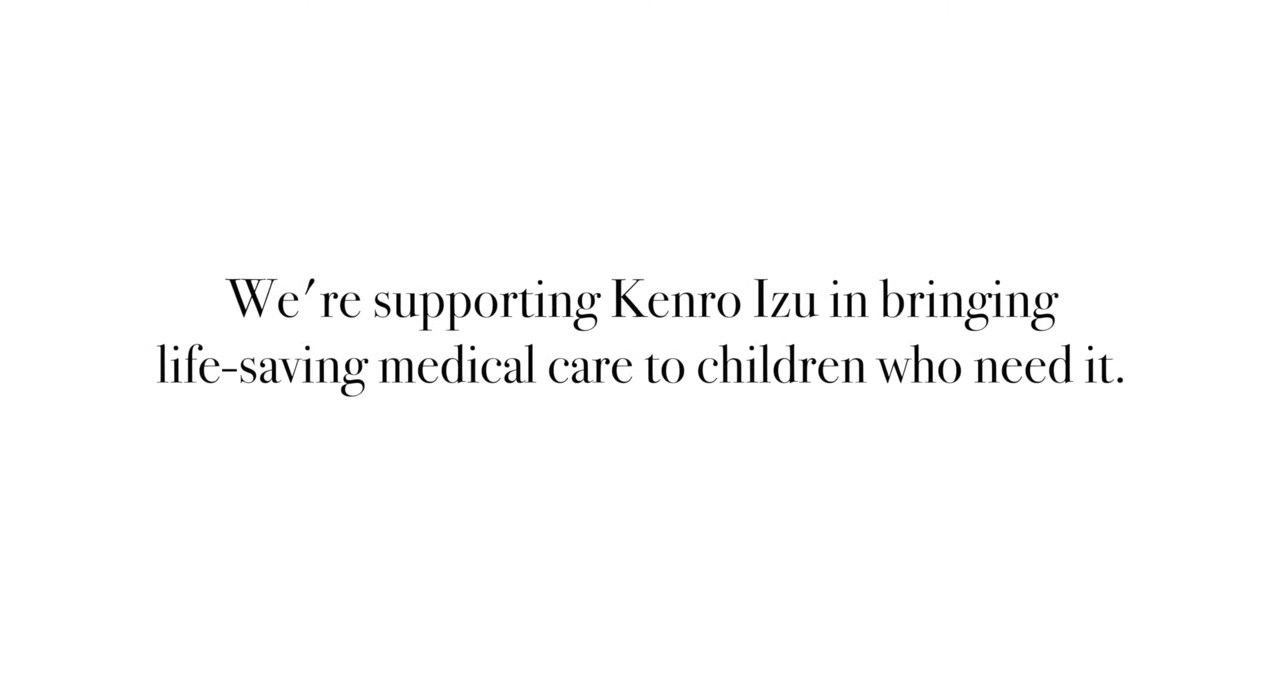 We're supporting Kenro Izu in bringing
life-saving medical care to children who need it.